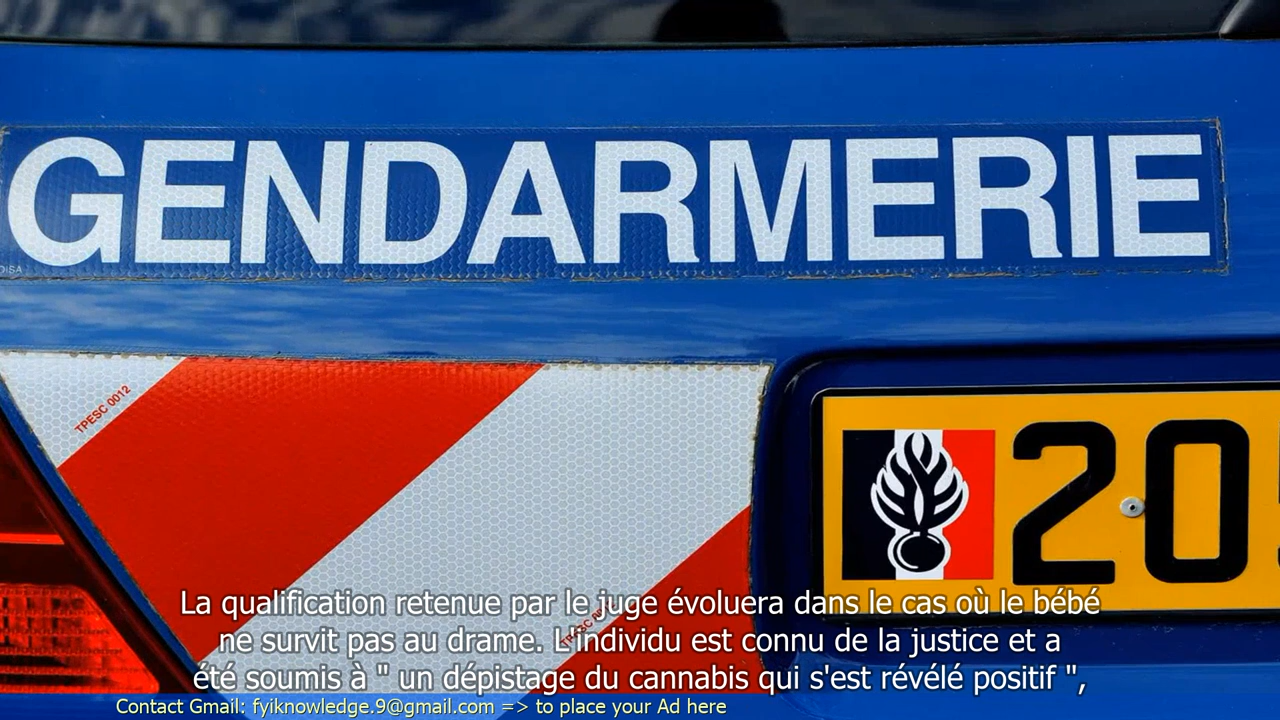 GENDARMERIE
DISA
TPESC 0012
20
La qualification retenue par le juge évoluera dans le cas où le bébé
ne survit pas au drame. L'individu est connu de la justice et a
été soumis à " un dépistage du cannabis qui s'est révélé positif ",
Contact Gmail: fyiknowledge.9@gmail.com => to place your Ad here